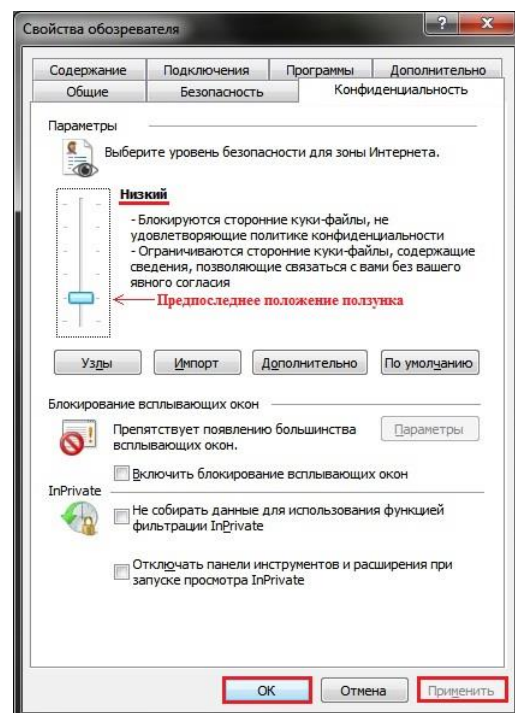 Свойства обозревателя
Содержание Подключения Программы Дополнительно
Общие Безопасность Конфиденциальность
Параметры
Выберите уровень безопасности для зоны Интернета.
Низкий
- Блокируются сторонние куки-файлы, не
удовлетворяющие политике конфиденциальности
- Ограничиваются сторонние куки-файлы, содержащие
сведения, позволяющие связаться с вами без вашего
явного согласия
Предпоследнее положение ползунка
Узлы Импорт Дополнительно По умолчанию
Блокирование всплывающих окон
Препятствует появлению большинства
всплывающих окон.
Параметры
Включить блокирование всплывающих окон
InPrivate
Не собирать данные для использования функцией
фильтрации InPrivate
Отключать панели инструментов и расширения при
запуске просмотра InPrivate
ОК Отмена Применить